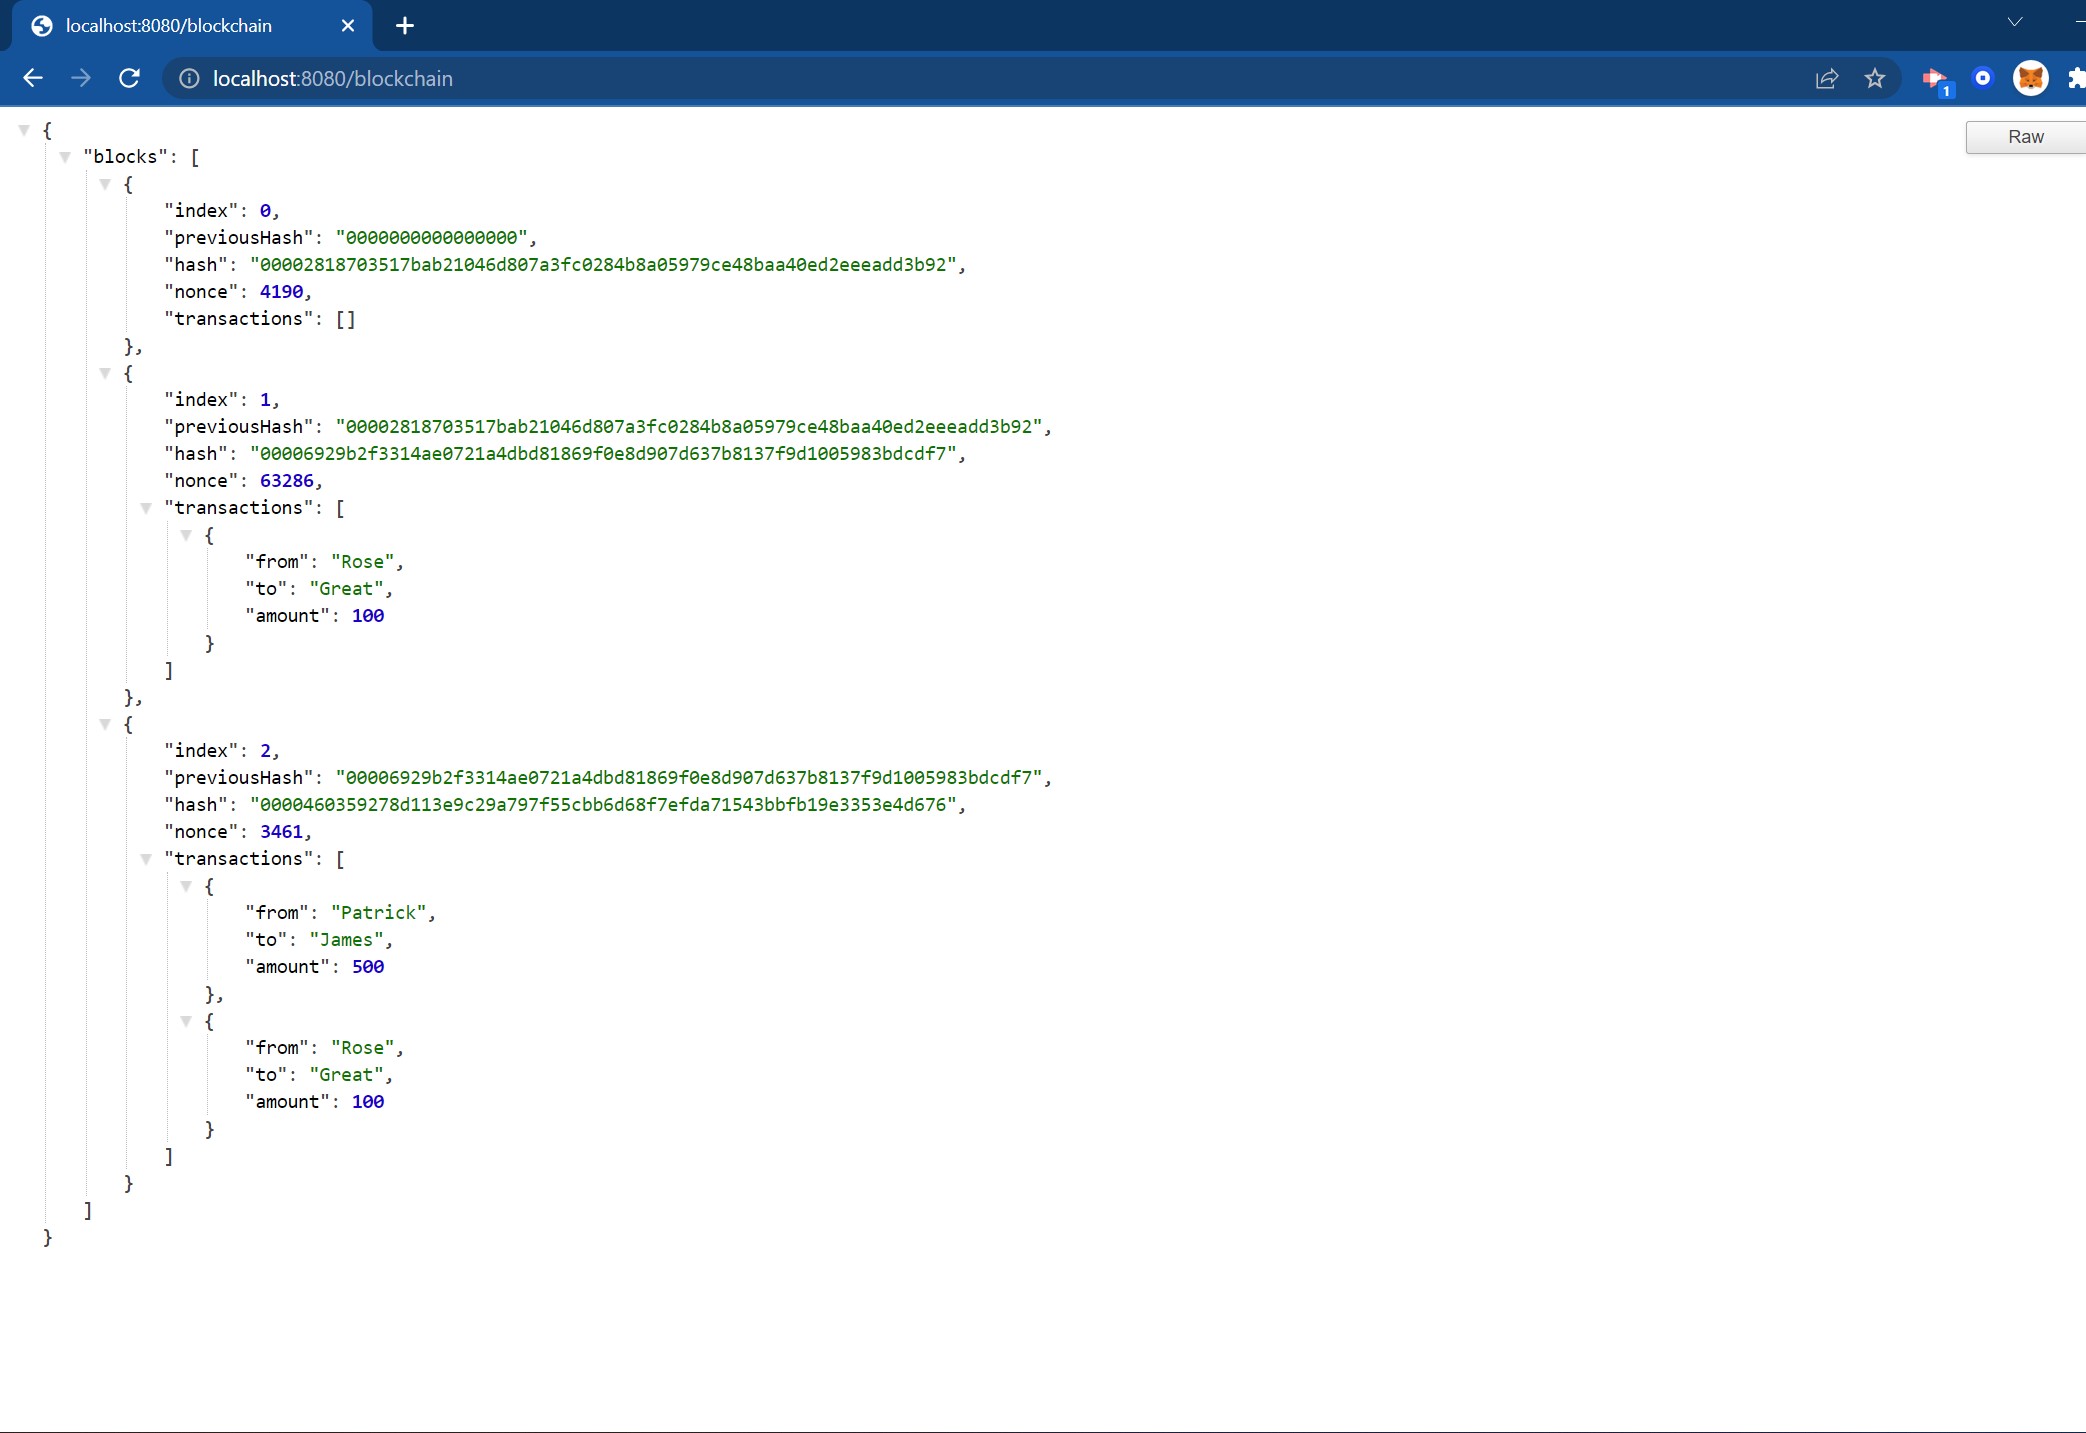 localhost:8080/blockchain
localhost:8080/blockchain
1
Raw
{
"blocks": [
{
"index": 0,
"previousHash": "0000000000000000",
"hash": "00002818703517bab21046d807a3fc0284b8a05979ce48baa40ed2eeeadd3b92",
"nonce": 4190,
"transactions": []
},
{
"index": 1,
"previousHash": "00002818703517bab21046d807a3fc0284b8a05979ce48baa40ed2eeeadd3b92",
"hash": "00006929b2f3314ae0721a4dbd81869f0e8d907d637b8137f9d1005983bdcdf7",
"nonce": 63286,
"transactions": [
{
"from": "Rose",
"to": "Great",
"amount": 100
}
]
},
{
"index": 2,
"previousHash": "00006929b2f3314ae0721a4dbd81869f0e8d907d637b8137f9d1005983bdcdf7",
"hash": "0000460359278d113e9c29a797f55cbb6d68f7efda71543bbfb19e3353e4d676",
"nonce": 3461,
"transactions": [
{
"from": "Patrick",
"to": "James",
"amount": 500
},
{
"from": "Rose",
"to": "Great",
"amount": 100
}
]
}
]
}